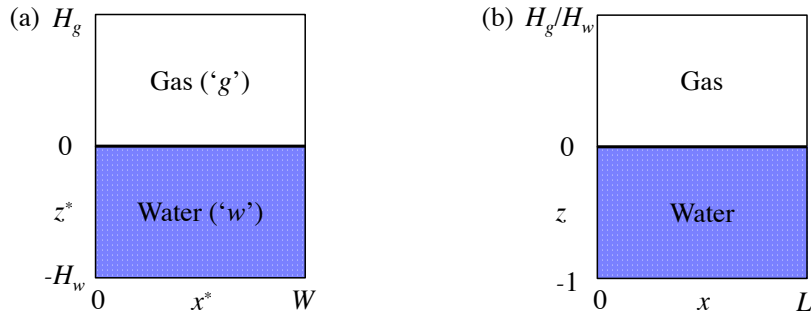 (a) H_g
Gas (‘g’)
0
z*
Water (‘w’)
-H_w
0 x* W
(b) H_g/H_w
Gas
0
z
Water
-1
0 x L